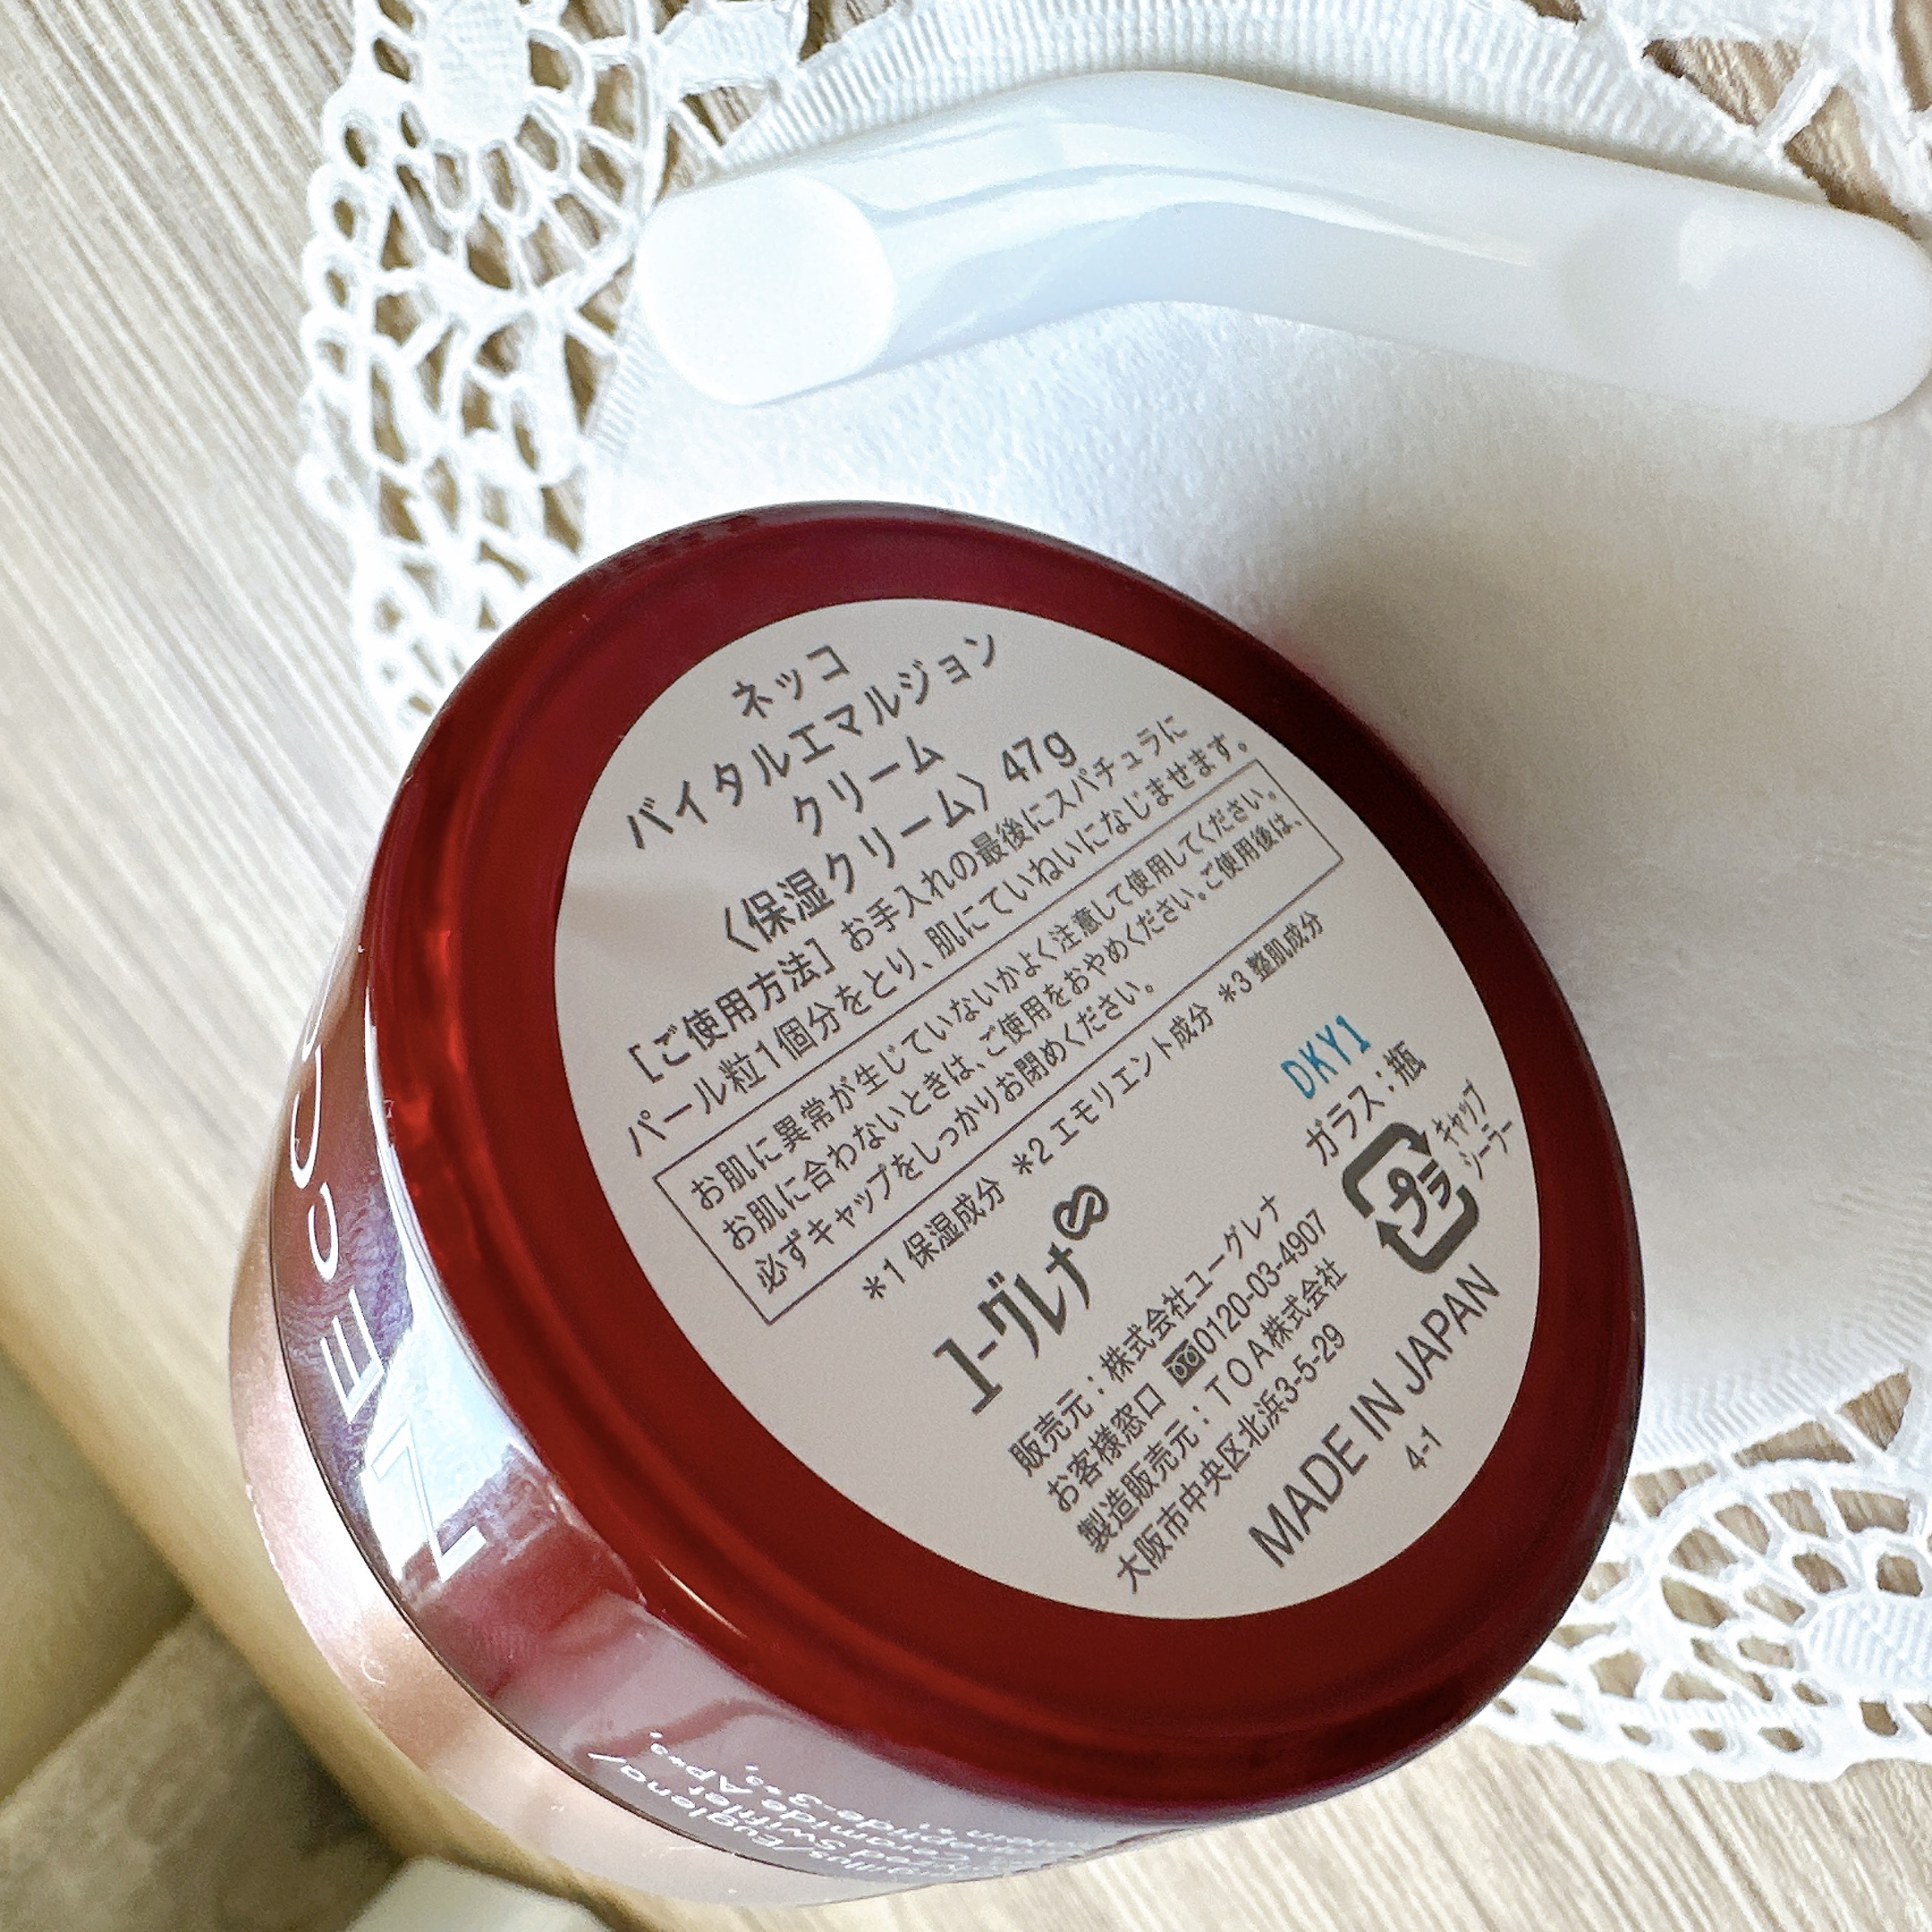 ネッコ
バイタルエマルジョン
クリーム
〈保湿クリーム〉 47g
[ご使用方法] お手入れの最後にスパチュラに
パール粒1個分をとり、肌にていねいになじませます。
お肌に異常が生じていないかよく注意して使用してください。
お肌に合わないときは、ご使用をおやめください。ご使用後は、
必ずキャップをしっかりお閉めください。
*1 保湿成分 *2 エモリエント成分 *3 整肌成分
ユーグレナ
DKY1
ガラス:瓶
プラ
キャップ
シーラー
販売元:株式会社ユーグレナ
お客様窓口 0120-03-4907
製造販売元:TOA株式会社
大阪市中央区北浜3-5-29
MADE IN JAPAN
4-1
NEcCO
Euglena/